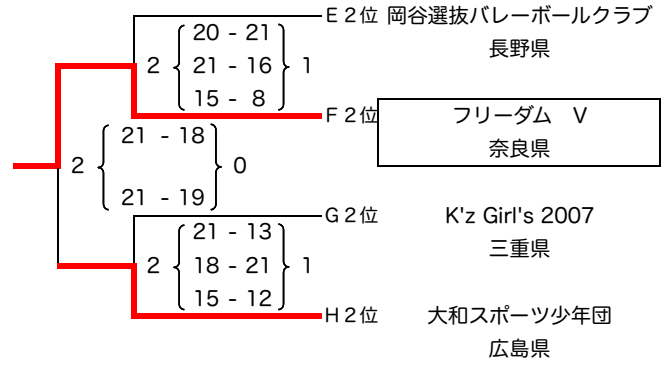 E2位 岡谷選抜バレーボールクラブ
長野県
20 - 21
2 21 - 16 1
15 - 8
F2位 フリーダム V
奈良県
21 - 18
2 0
21 - 19
G2位 K'z Girl's 2007
三重県
21 - 13
2 18 - 21 1
15 - 12
H2位 大和スポーツ少年団
広島県